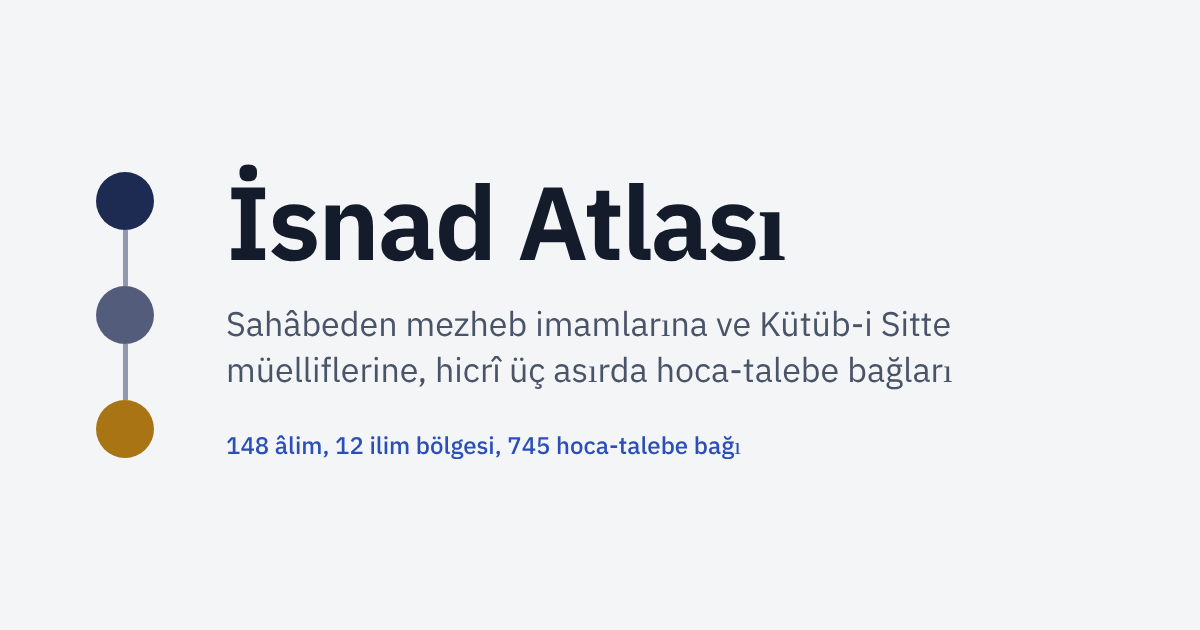 İsnad Atlası
Sahâbeden mezheb imamlarına ve Kütüb-i Sitte
müelliflerine, hicrî üç asırda hoca-talebe bağları
148 âlim, 12 ilim bölgesi, 745 hoca-talebe bağı